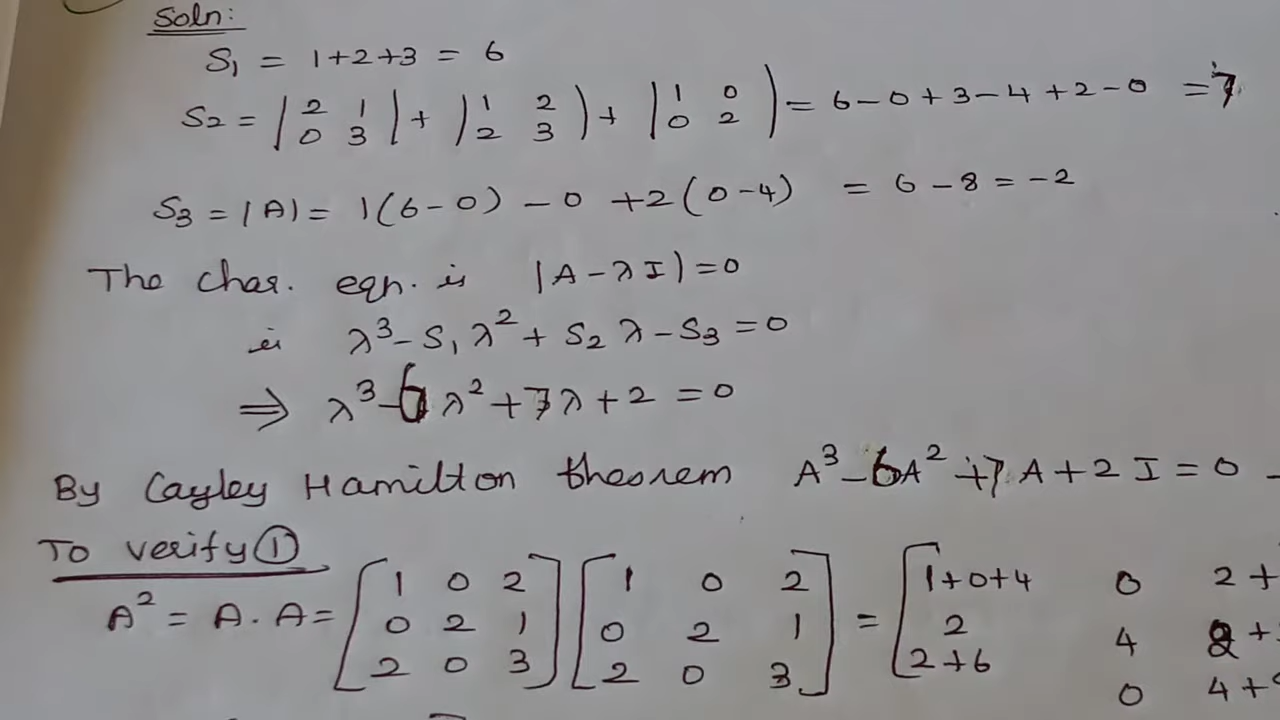 Soln:
S₁ = 1+2+3 = 6
S₂ = |2 1; 0 3| + |1 2; 2 3| + |1 0; 0 2| = 6-0+3-4+2-0 = 7
S₃ = |A| = 1(6-0) - 0 + 2(0-4) = 6-8 = -2
The char. eqn. is |A-λI| = 0
ie λ³ - S₁λ² + S₂λ - S₃ = 0
⇒ λ³ - 6λ² + 7λ + 2 = 0
By Cayley Hamilton theorem A³ - 6A² + 7A + 2I = 0 -
To verify ①
A² = A·A = [1 0 2; 0 2 1; 2 0 3] [1 0 2; 0 2 1; 2 0 3] = [1+0+4 0 2+; 2 4 2+; 2+6 0 4+